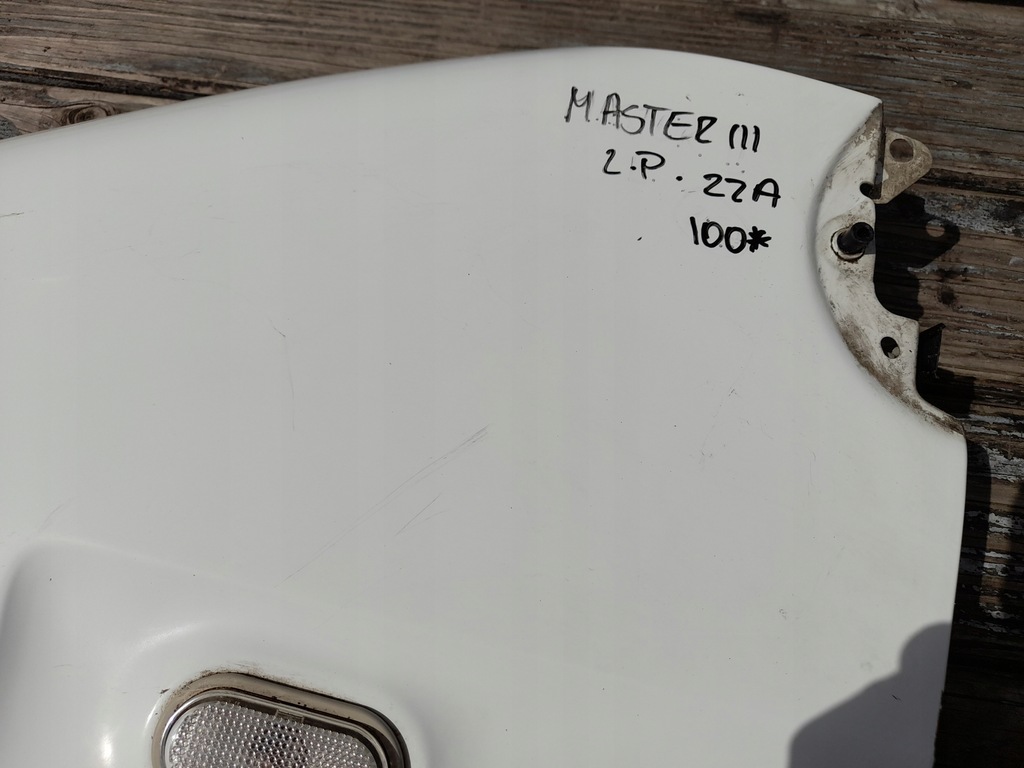 MASTER III
L.P. 22A
100*